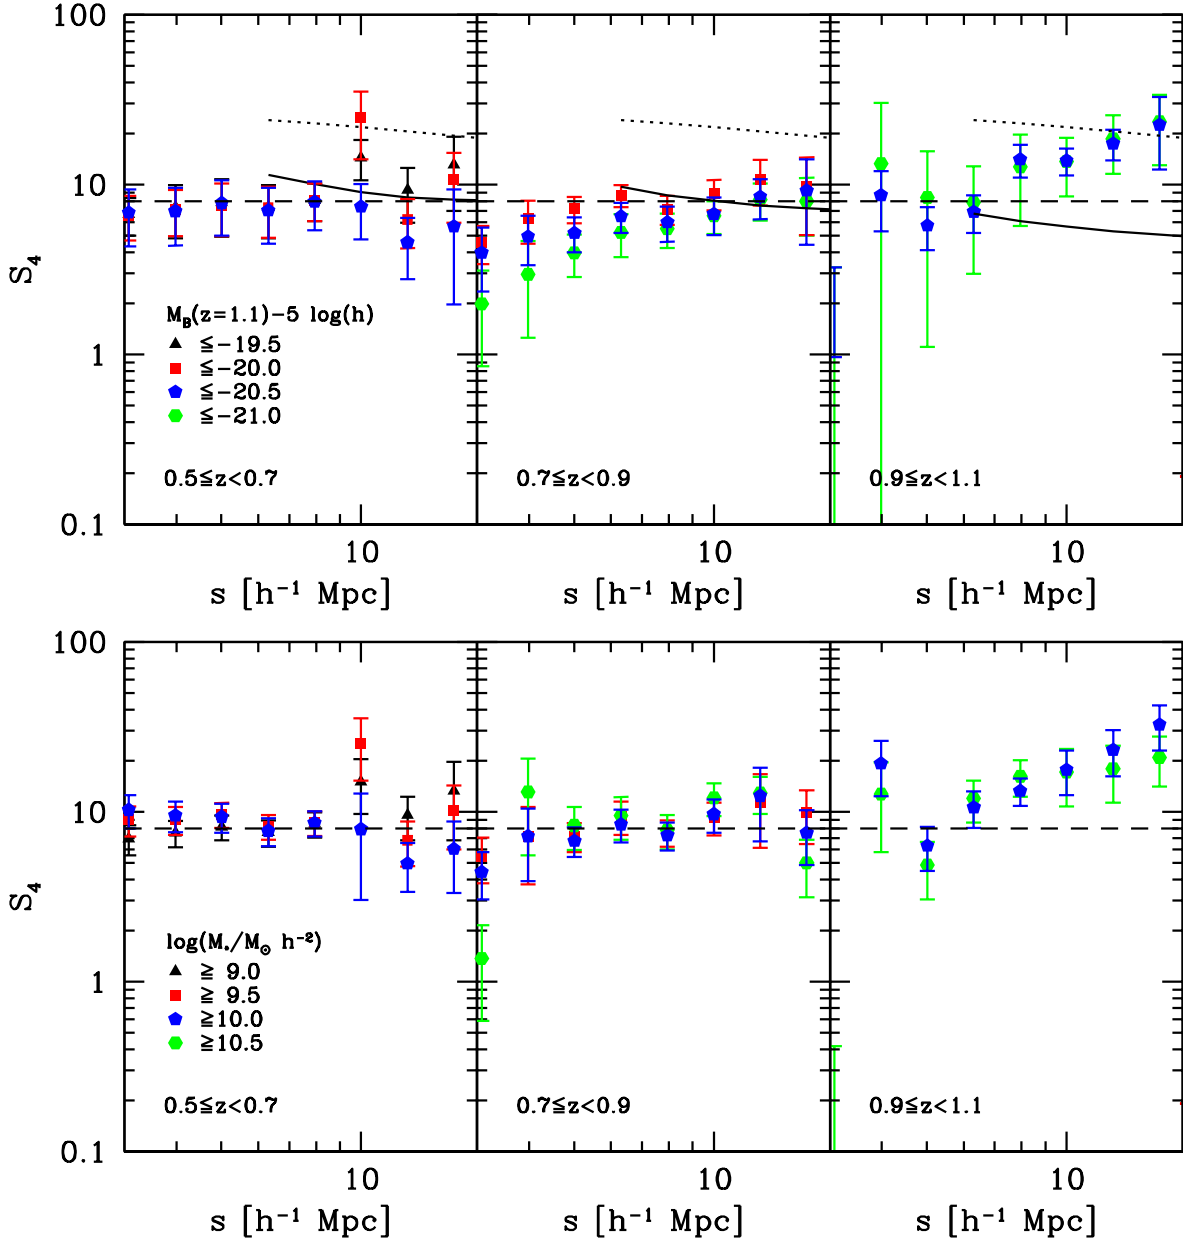 100
10
1
0.1
S4
M_B(z=1.1)−5 log(h)
≦−19.5
≦−20.0
≦−20.5
≦−21.0
0.5≦z<0.7
0.7≦z<0.9
0.9≦z<1.1
10
10
10
s [h⁻¹ Mpc]
s [h⁻¹ Mpc]
s [h⁻¹ Mpc]
100
10
1
0.1
S4
log(M⋆/M⊙ h⁻²)
≧ 9.0
≧ 9.5
≧10.0
≧10.5
0.5≦z<0.7
0.7≦z<0.9
0.9≦z<1.1
10
10
10
s [h⁻¹ Mpc]
s [h⁻¹ Mpc]
s [h⁻¹ Mpc]